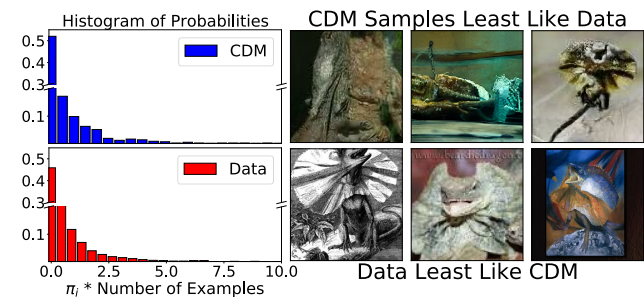 Histogram of Probabilities
CDM Samples Least Like Data
0.5
0.4
0.3
0.1
CDM
0.5
0.4
0.3
0.1
Data
0.0
2.5
5.0
7.5
10.0
π_i * Number of Examples
Data Least Like CDM